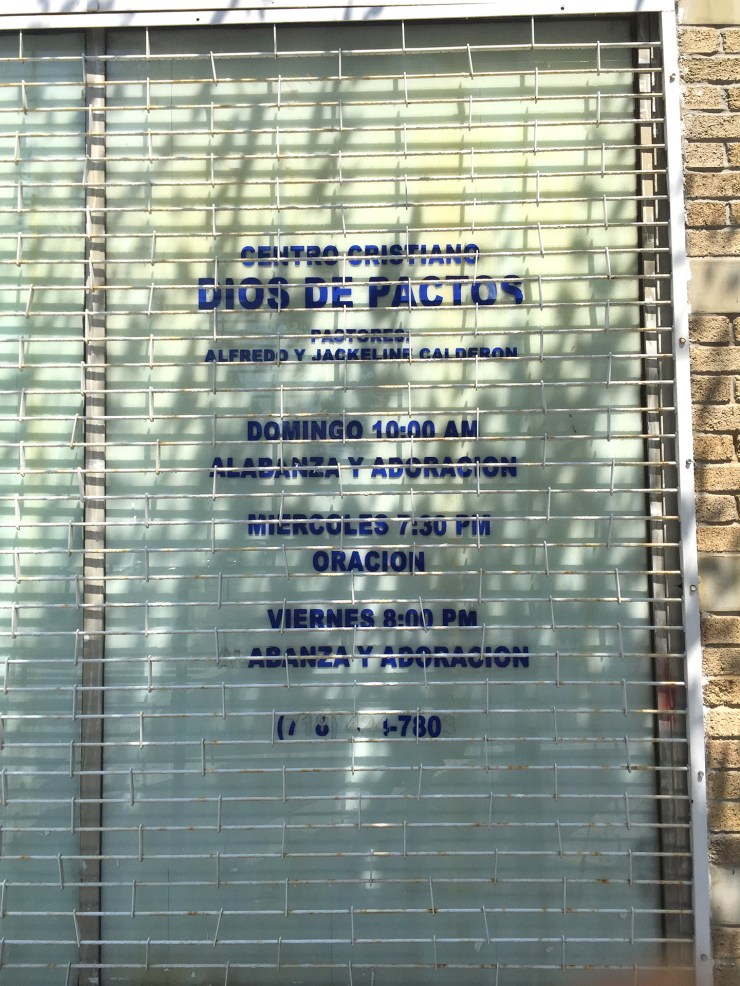 CENTRO CRISTIANO
DIOS DE PACTOS
PASTORES:
ALFREDO Y JACKELINE CALDERON
DOMINGO 10:00 AM
ALABANZA Y ADORACION
MIERCOLES 7:30 PM
ORACION
VIERNES 8:00 PM
ALABANZA Y ADORACION